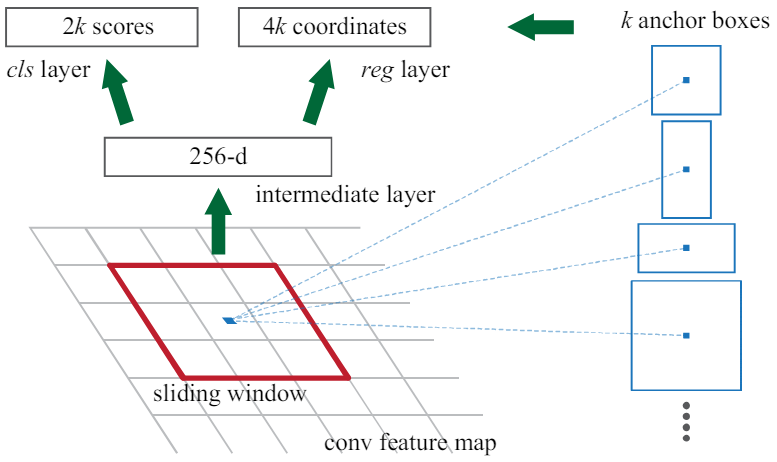 2k scores
4k coordinates
k anchor boxes
cls layer
reg layer
256-d
intermediate layer
sliding window
conv feature map